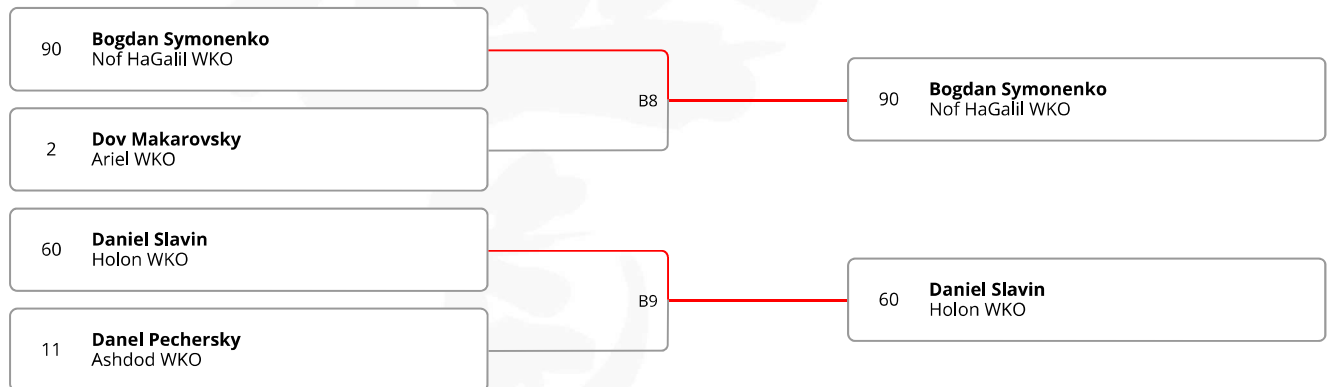 90
Bogdan Symonenko
Nof HaGalil WKO
2
Dov Makarovsky
Ariel WKO
B8
90
Bogdan Symonenko
Nof HaGalil WKO
60
Daniel Slavin
Holon WKO
11
Danel Pechersky
Ashdod WKO
B9
60
Daniel Slavin
Holon WKO